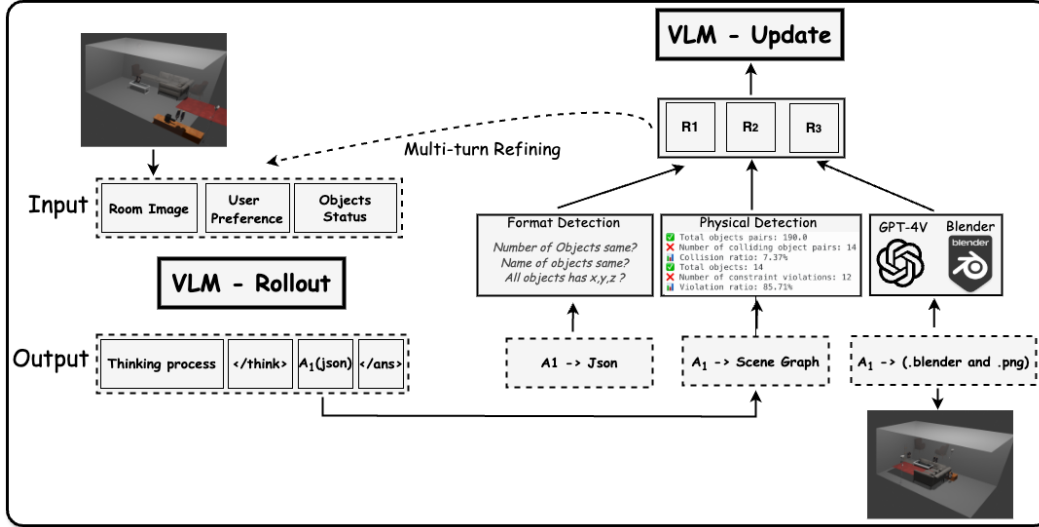 VLM - Update
R1
R2
R3
Multi-turn Refining
Input
Room Image
User
Preference
Objects
Status
VLM - Rollout
Output
Thinking process
</think>
A1(json)
</ans>
Format Detection
Number of Objects same?
Name of objects same?
All objects has x,y,z ?
Physical Detection
✅ Total objects pairs: 190.0
❌ Number of colliding object pairs: 14
📊 Collision ratio: 7.37%
✅ Total objects: 14
❌ Number of constraint violations: 12
📊 Violation ratio: 85.71%
GPT-4V
Blender
blender
A1 -> Json
A1 -> Scene Graph
A1 -> (.blender and .png)